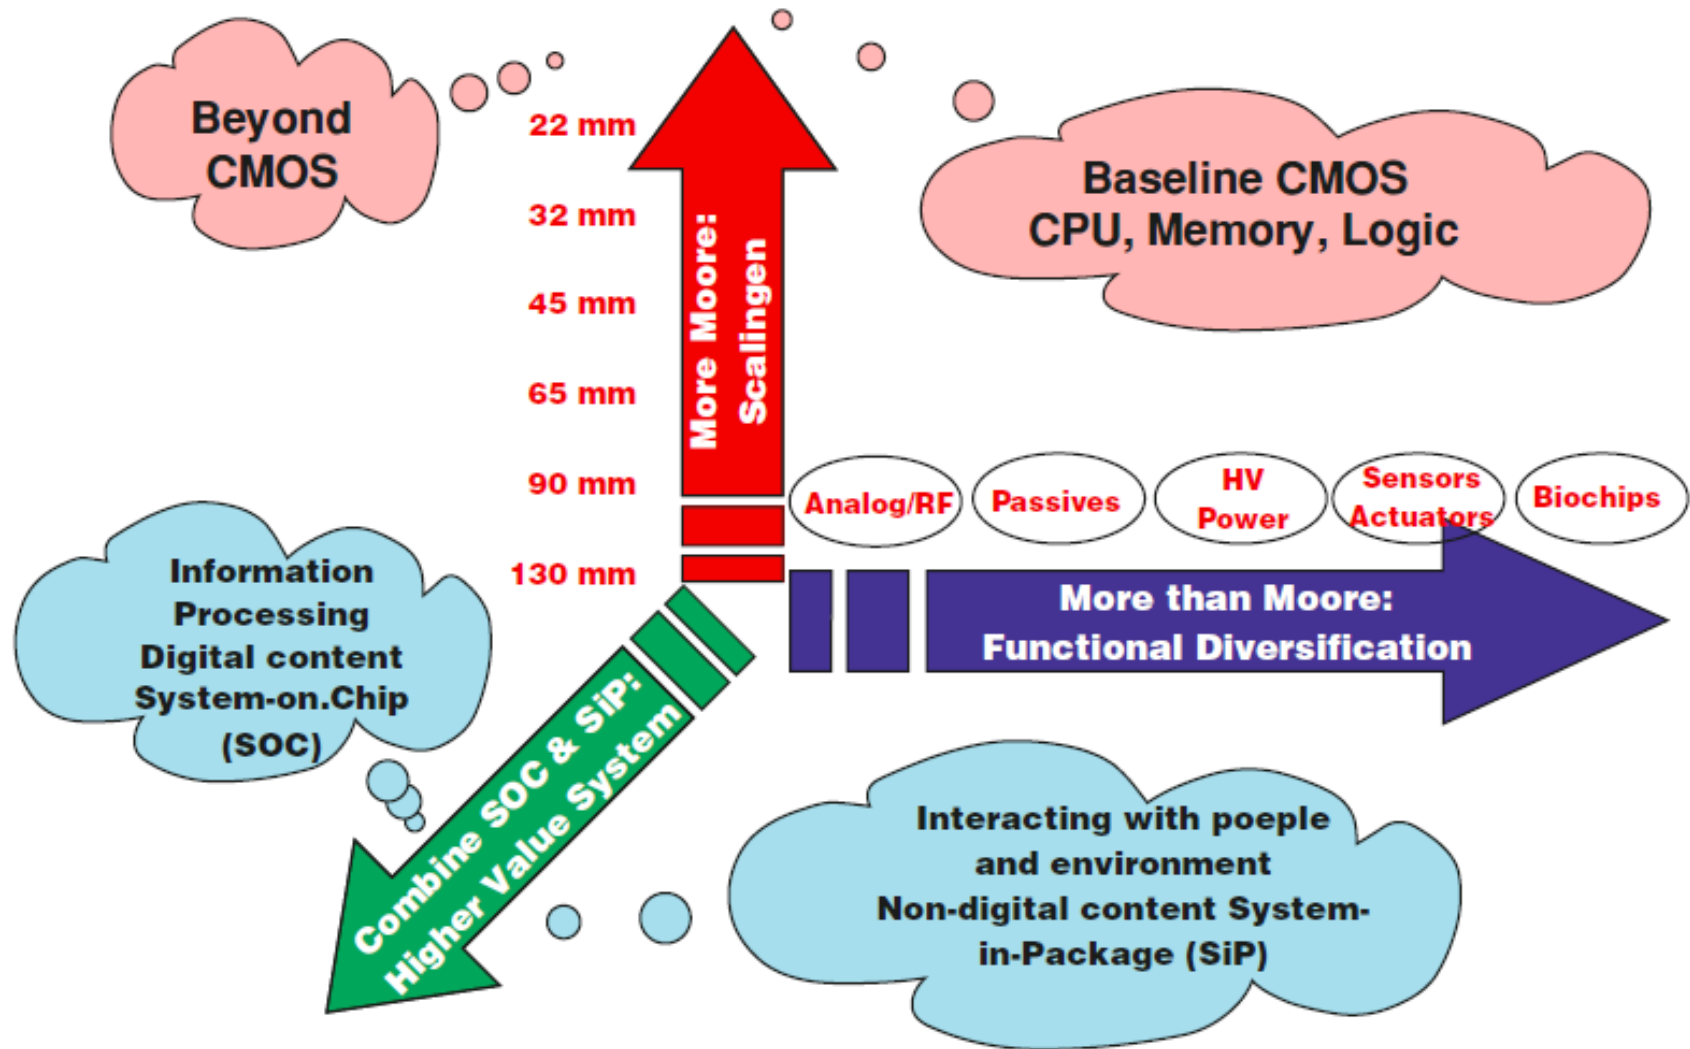 Beyond
CMOS
22 mm
32 mm
45 mm
65 mm
90 mm
130 mm
More Moore:
Scalingen
Baseline CMOS
CPU, Memory, Logic
Analog/RF
Passives
HV
Power
Sensors
Actuators
Biochips
More than Moore:
Functional Diversification
Information
Processing
Digital content
System-on.Chip
(SOC)
Combine SOC & SiP:
Higher Value System
Interacting with poeple
and environment
Non-digital content System-
in-Package (SiP)